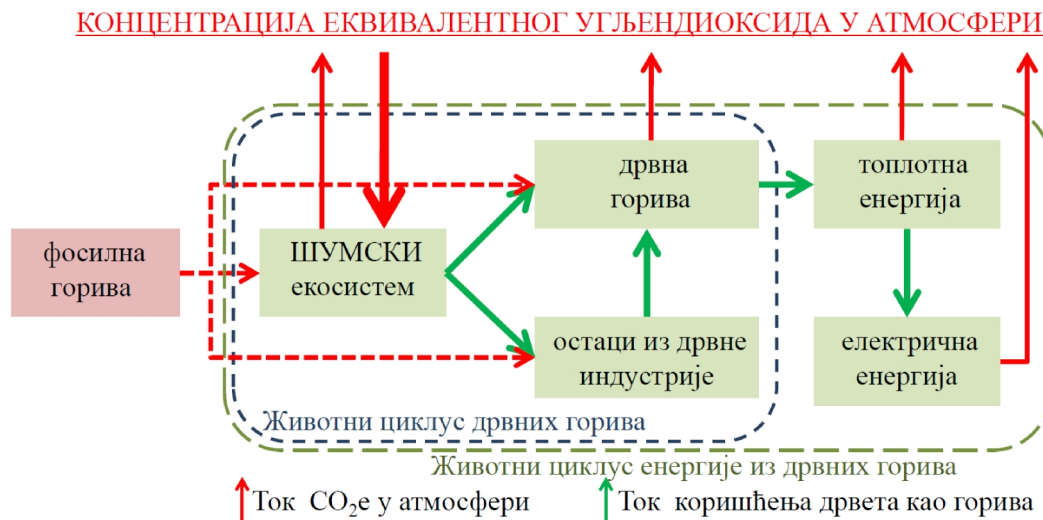 КОНЦЕНТРАЦИЈА ЕКВИВАЛЕНТНОГ УГЉЕНДИОКСИДА У АТМОСФЕРИ
дрвна
горива
топлотна
енергија
фосилна
горива
ШУМСКИ
екосистем
остаци из дрвне
индустрије
електрична
енергија
Животни циклус дрвних горива
Животни циклус енергије из дрвних горива
Ток CO₂e у атмосфери
Ток коришћења дрвета као горива